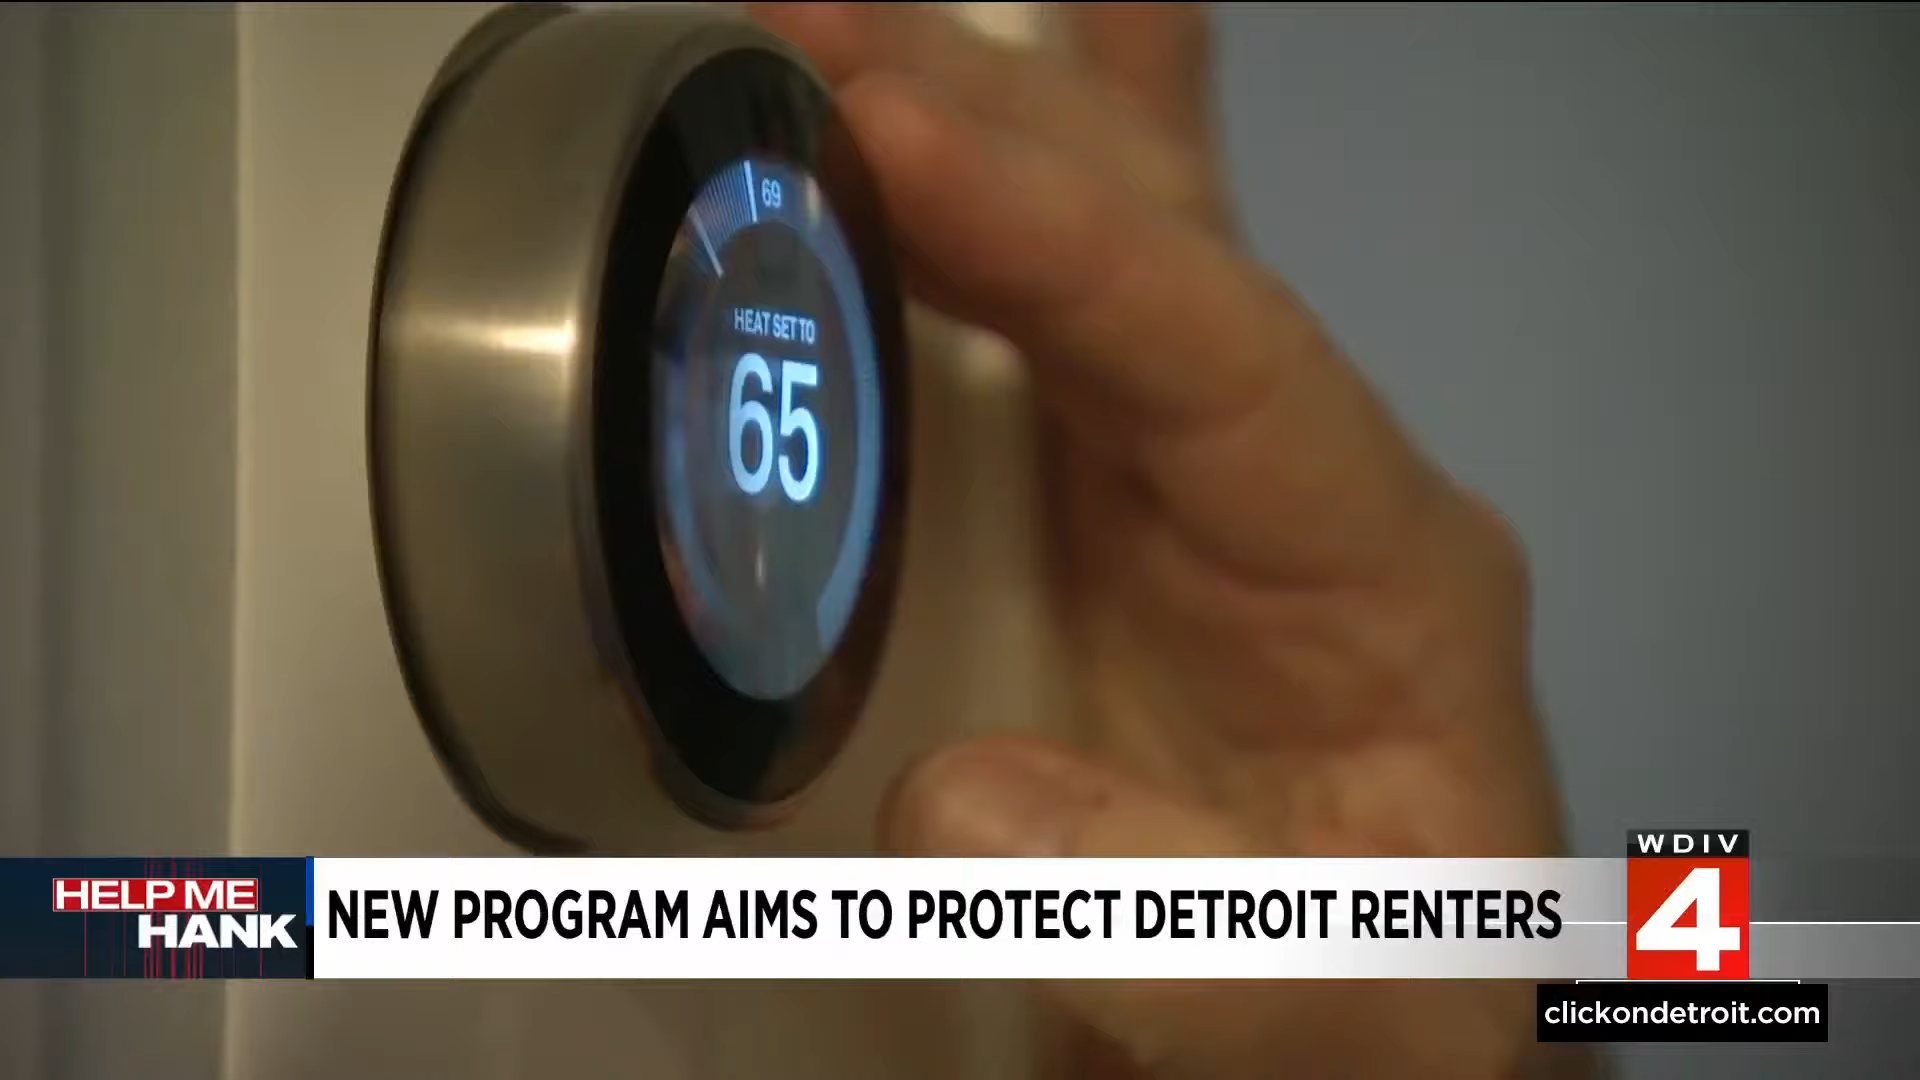 69
HEAT SET TO
65
HELP ME
HANK
NEW PROGRAM AIMS TO PROTECT DETROIT RENTERS
WDIV
4
clickondetroit.com